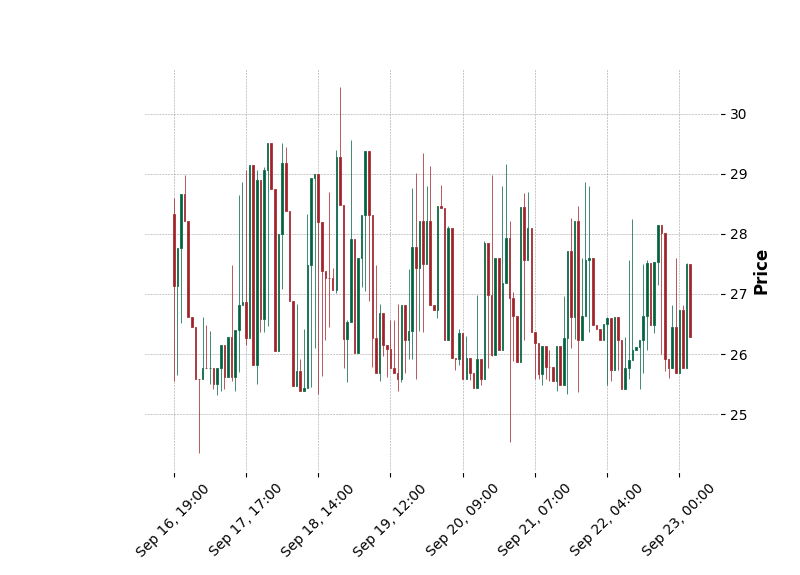 30
29
28
27
26
25
Price
Sep 16, 19:00
Sep 17, 17:00
Sep 18, 14:00
Sep 19, 12:00
Sep 20, 09:00
Sep 21, 07:00
Sep 22, 04:00
Sep 23, 00:00